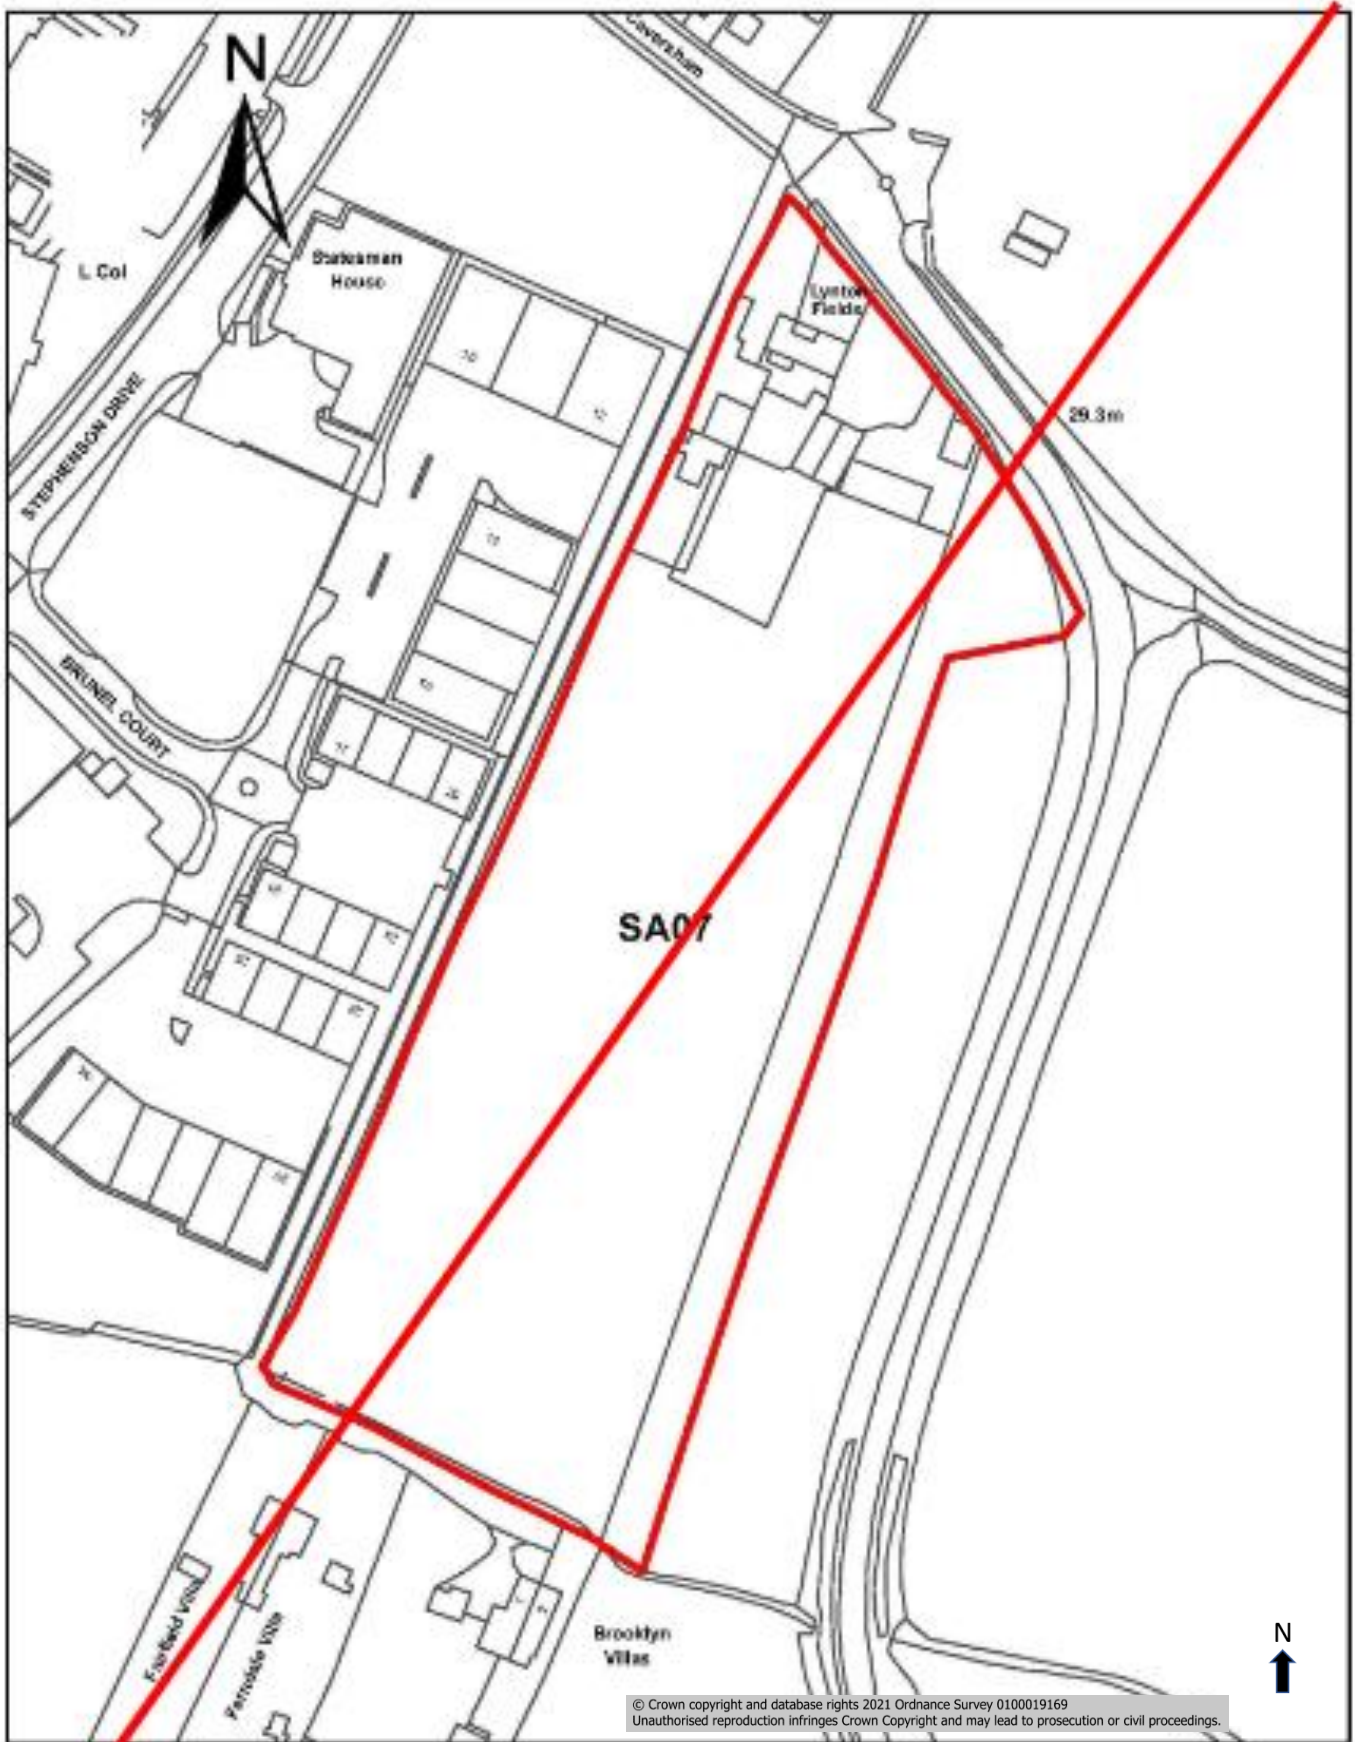 N
Caversham
L Col
Statesman
House
Lynton
Fields
29.3m
STEPHENSON DRIVE
BRUNEL COURT
SA07
Fairfield Villa
Ferndale Villa
Brooklyn
Villas
N
© Crown copyright and database rights 2021 Ordnance Survey 0100019169
Unauthorised reproduction infringes Crown Copyright and may lead to prosecution or civil proceedings.